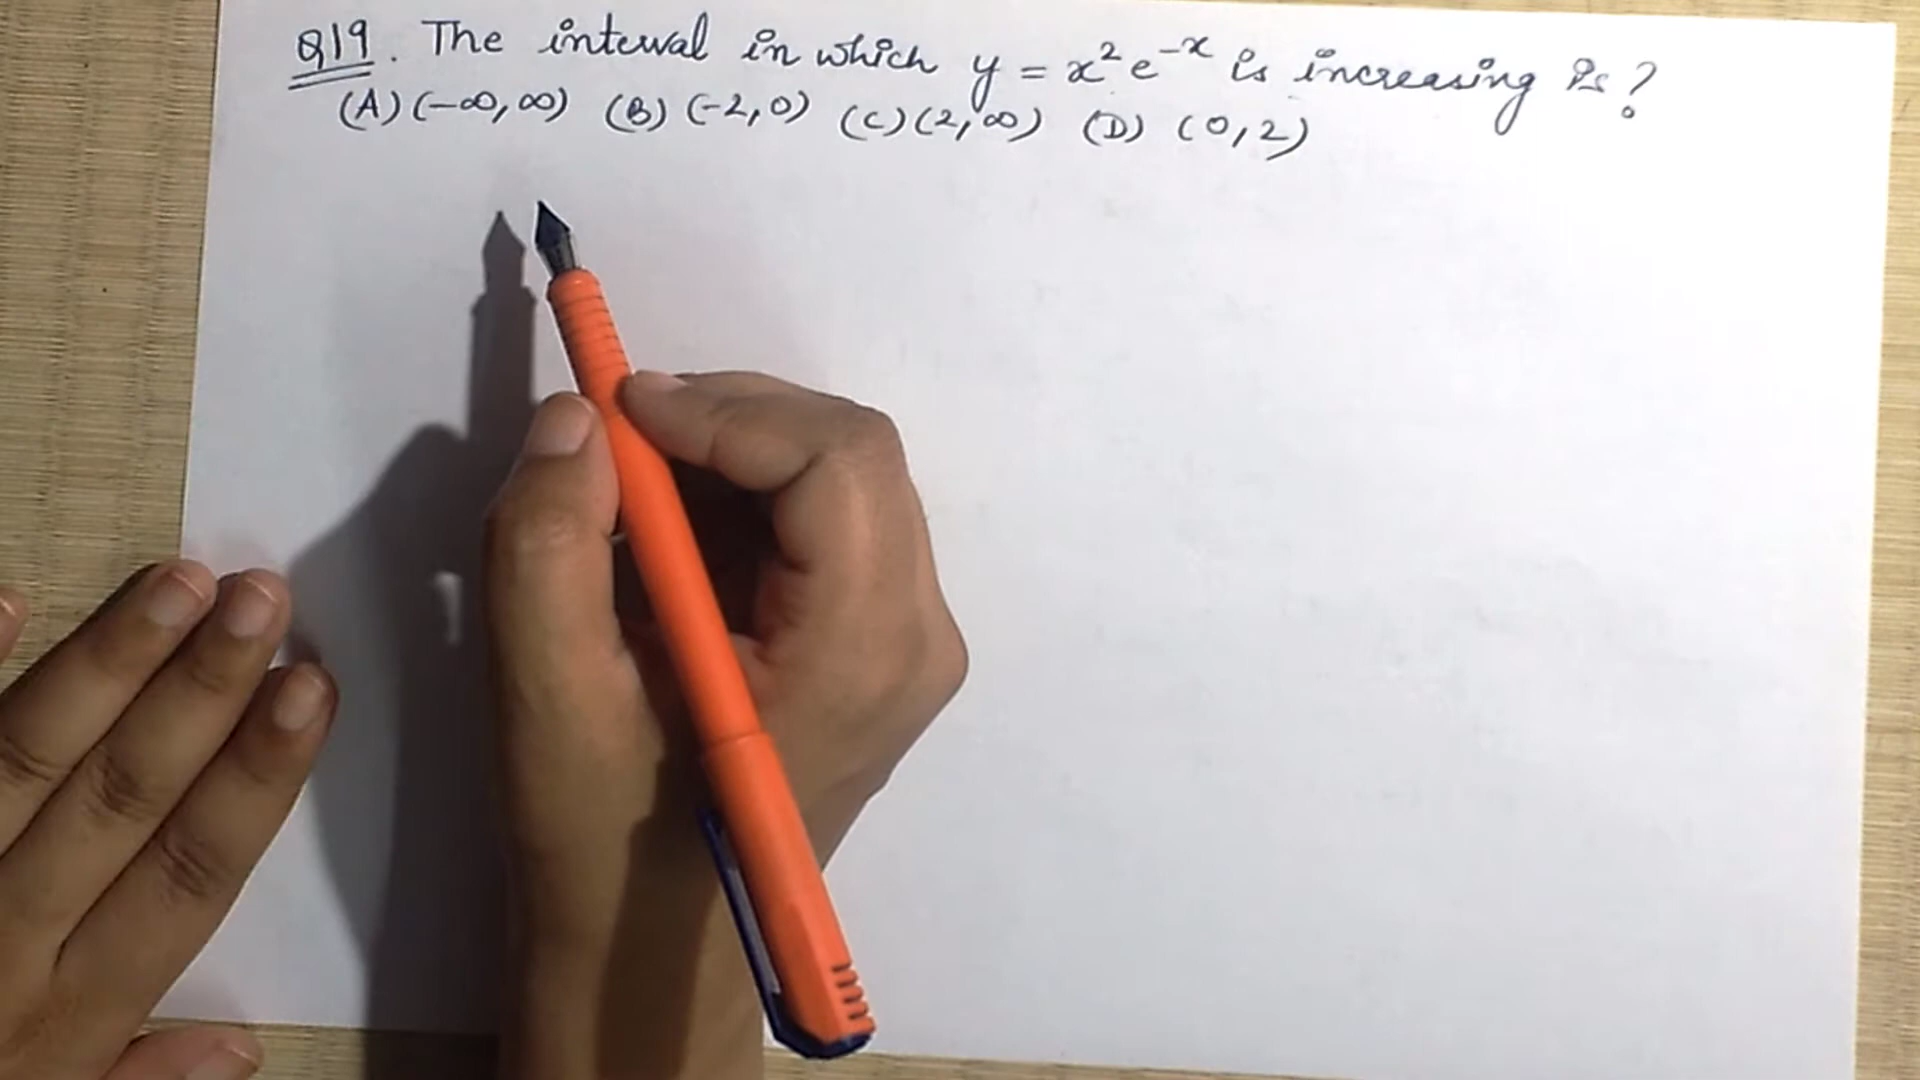 Q19. The interval in which y = x²e⁻ˣ is increasing is?
(A) (-∞, ∞) (B) (-2, 0) (C) (2, ∞) (D) (0, 2)